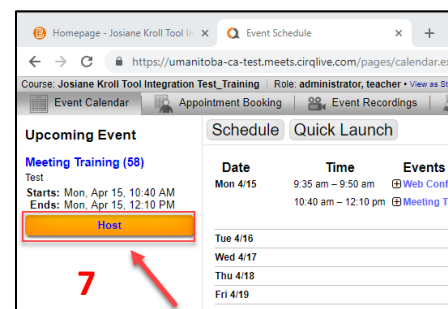 Homepage - Josiane Kroll Tool In
Event Schedule
https://umanitoba-ca-test.meets.cirqlive.com/pages/calendar.ex
Course: Josiane Kroll Tool Integration Test_Training Role: administrator, teacher • View as St
Event Calendar Appointment Booking Event Recordings
Upcoming Event
Schedule Quick Launch
Meeting Training (58)
Test
Starts: Mon, Apr 15, 10:40 AM
Ends: Mon, Apr 15, 12:10 PM
Host
7
Date Time Events
Mon 4/15 9:35 am – 9:50 am Web Conf
10:40 am – 12:10 pm Meeting T
Tue 4/16
Wed 4/17
Thu 4/18
Fri 4/19